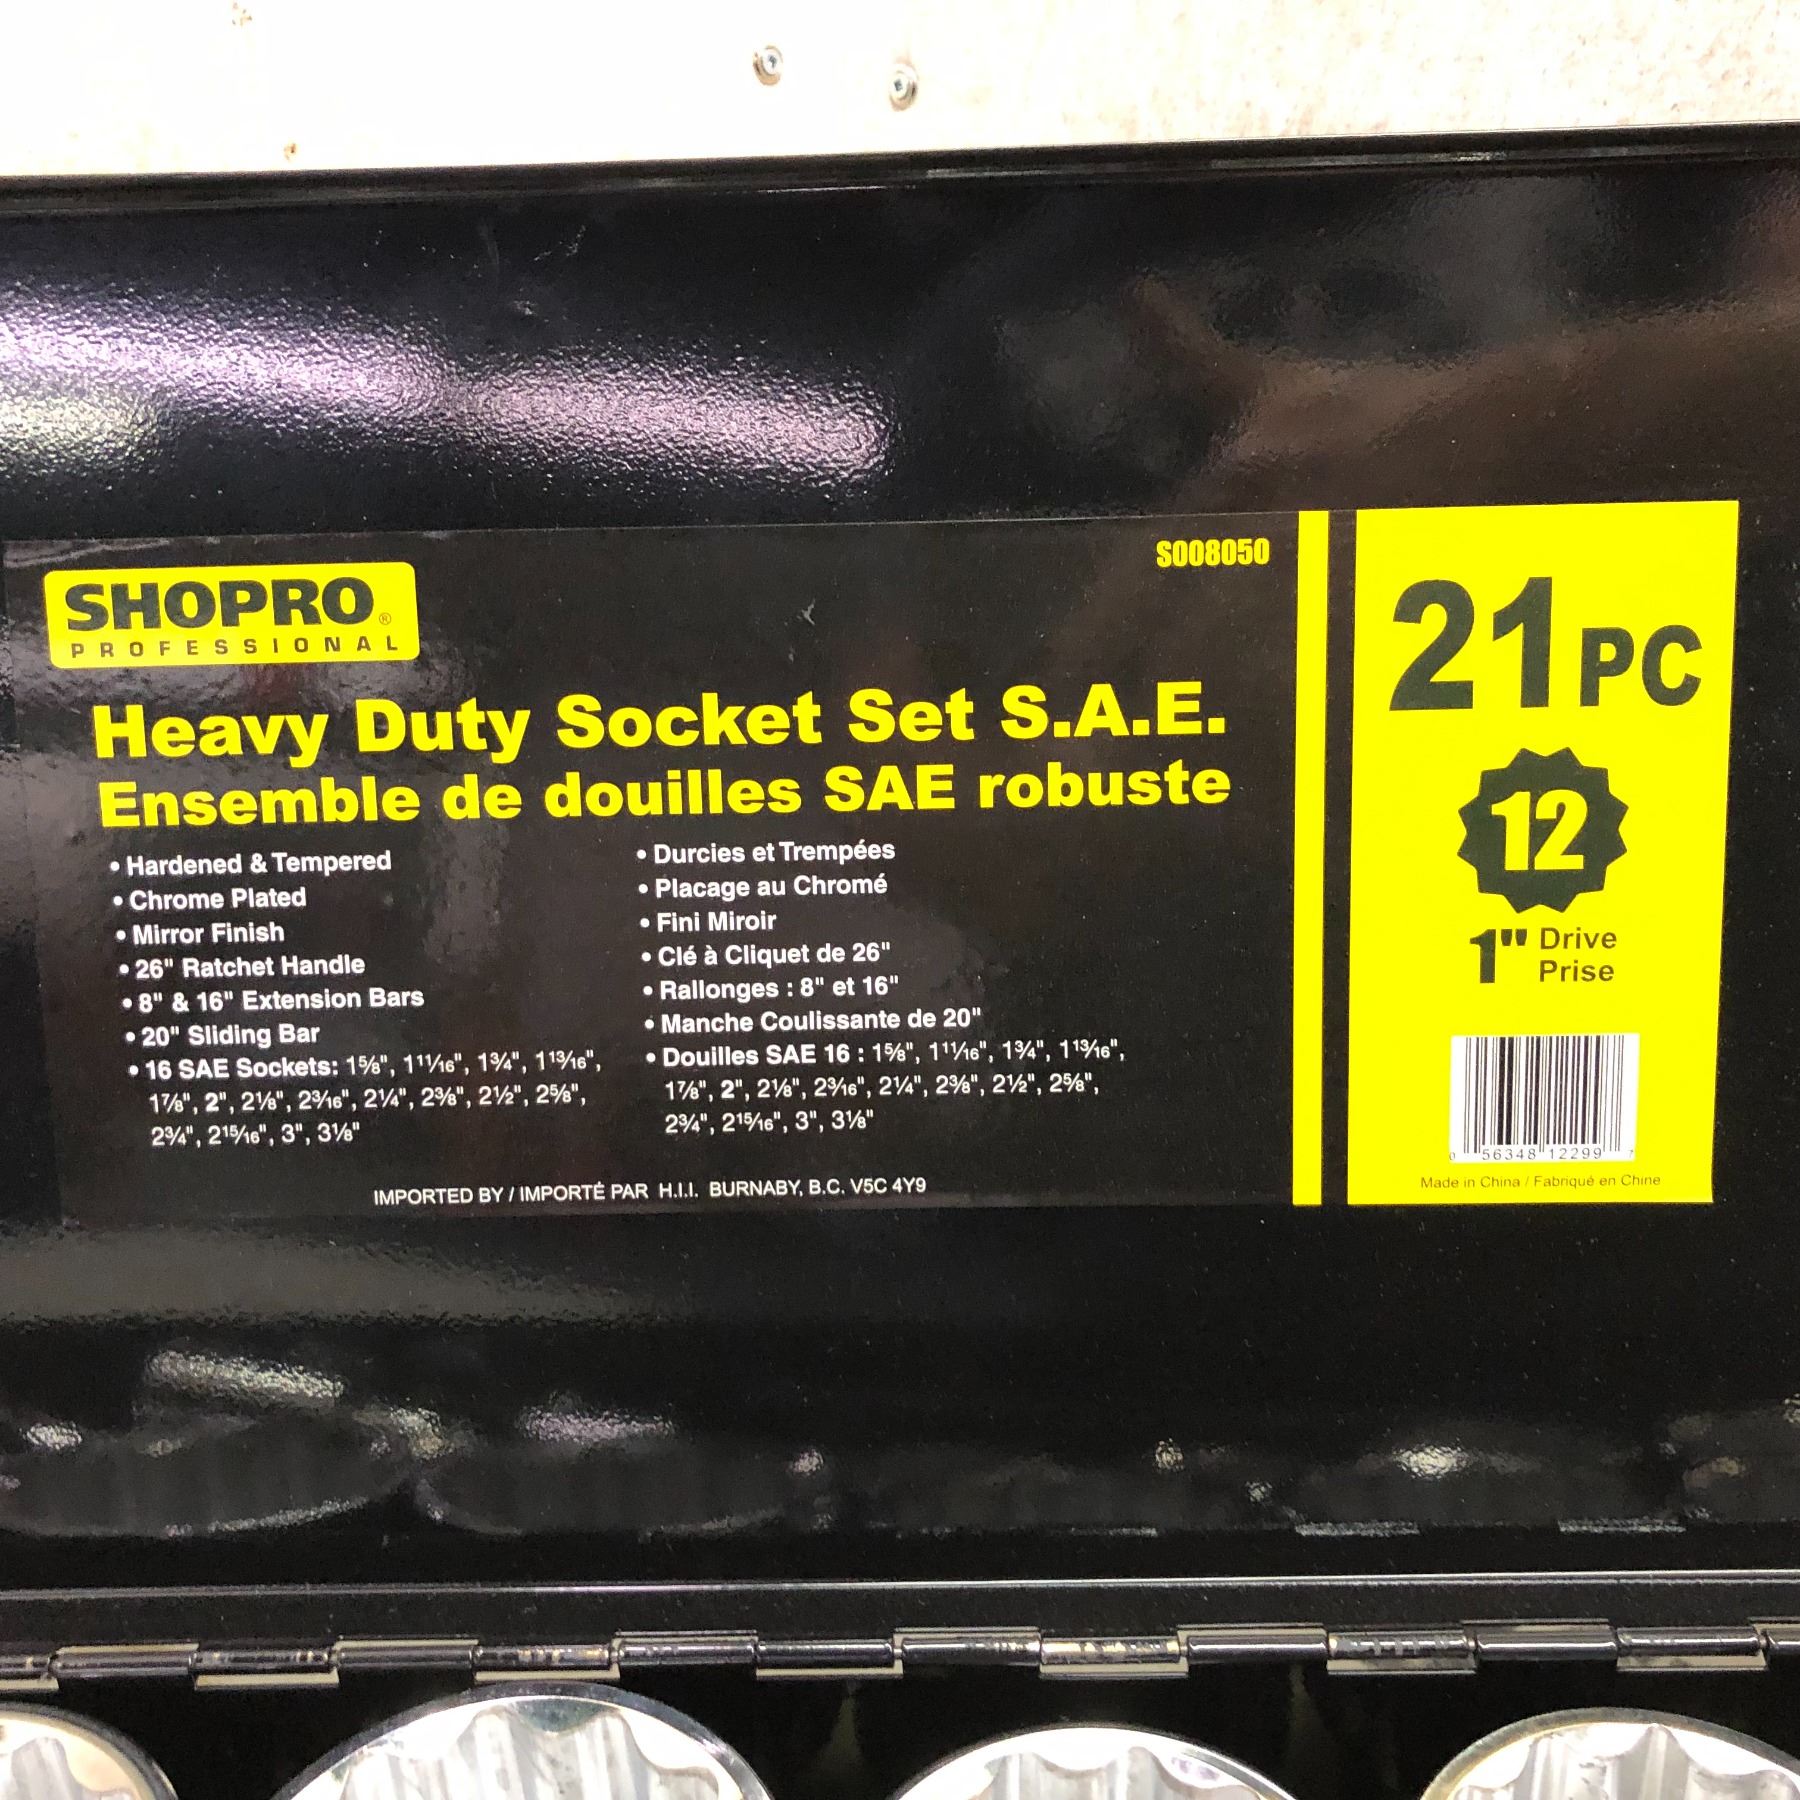 S008050
SHOPRO®
PROFESSIONAL
Heavy Duty Socket Set S.A.E.
Ensemble de douilles SAE robuste
• Hardened & Tempered
• Chrome Plated
• Mirror Finish
• 26" Ratchet Handle
• 8" & 16" Extension Bars
• 20" Sliding Bar
• 16 SAE Sockets: 1⅝", 1¹¹⁄₁₆", 1¾", 1¹³⁄₁₆",
1⅞", 2", 2⅛", 2³⁄₁₆", 2¼", 2⅜", 2½", 2⅝",
2¾", 2¹⁵⁄₁₆", 3", 3⅛"
• Durcies et Trempées
• Placage au Chromé
• Fini Miroir
• Clé à Cliquet de 26"
• Rallonges : 8" et 16"
• Manche Coulissante de 20"
• Douilles SAE 16 : 1⅝", 1¹¹⁄₁₆", 1¾", 1¹³⁄₁₆",
1⅞", 2", 2⅛", 2³⁄₁₆", 2¼", 2⅜", 2½", 2⅝",
2¾", 2¹⁵⁄₁₆", 3", 3⅛"
IMPORTED BY / IMPORTÉ PAR H.I.I. BURNABY, B.C. V5C 4Y9
21 PC
12
1" Drive
Prise
0 56348 12299 7
Made in China / Fabriqué en Chine